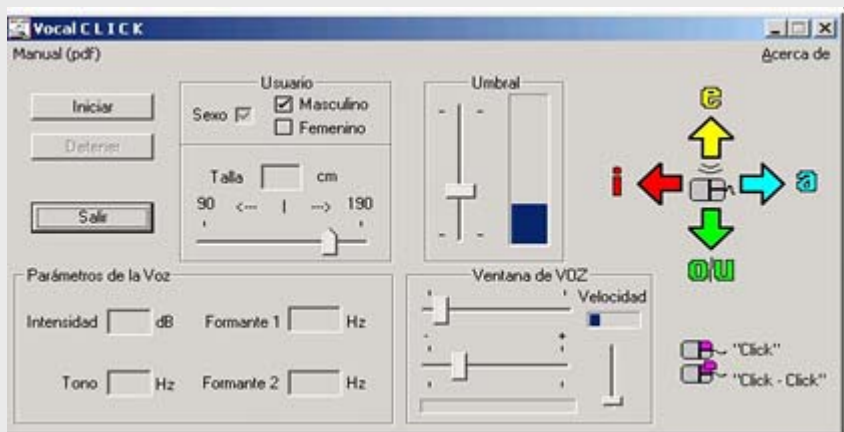 Vocal C L I C K
Manual (pdf)
Acerca de
Iniciar
Detener
Salir
Usuario
Sexo
Masculino
Femenino
Talla cm
90 <--- | ---> 190
Umbral
e
i
a
o/u
Parámetros de la Voz
Intensidad dB Formante 1 Hz
Tono Hz Formante 2 Hz
Ventana de VOZ
Velocidad
- +
"Click"
"Click - Click"